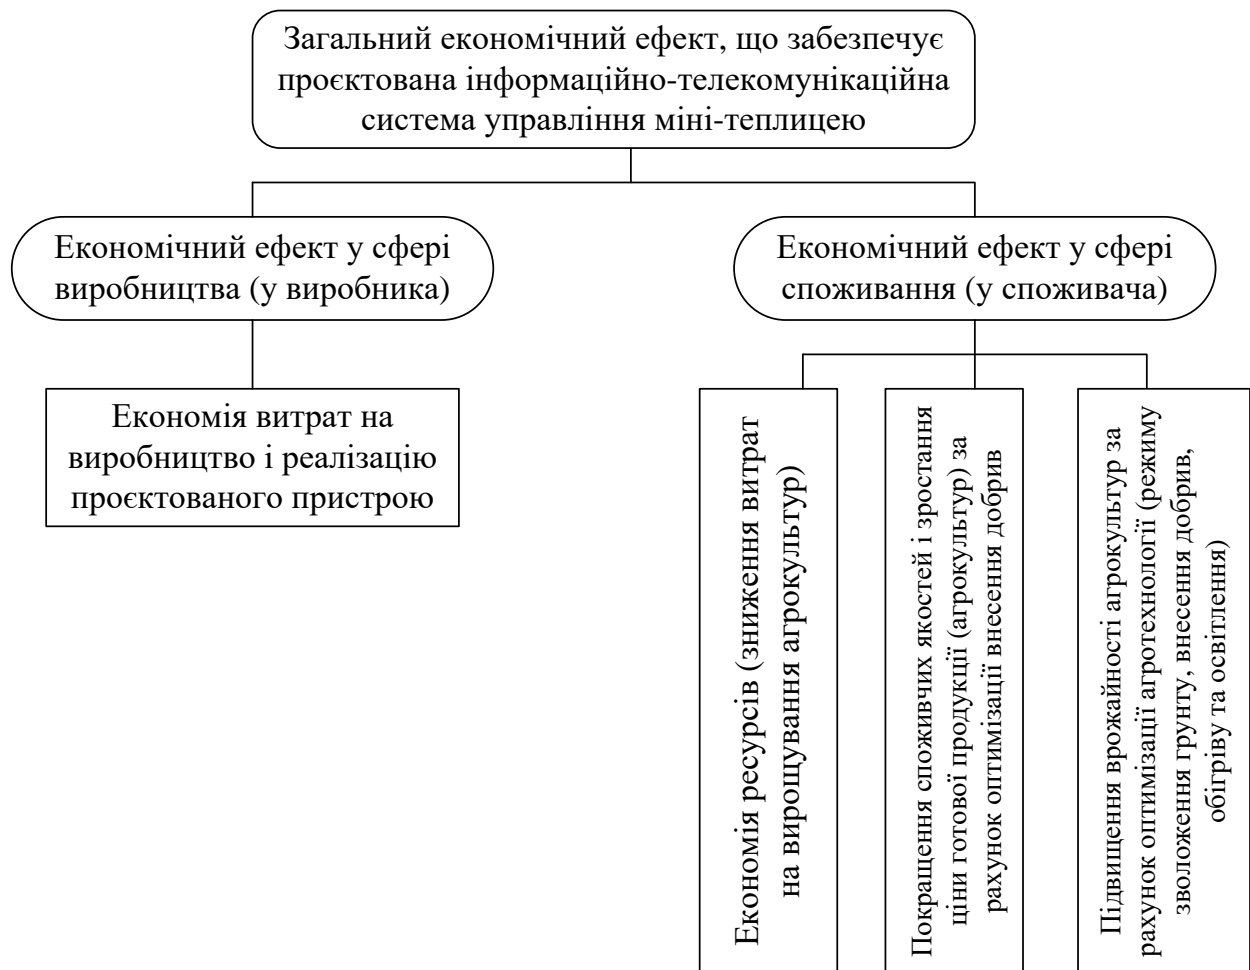 Загальний економічний ефект, що забезпечує
проєктована інформаційно-телекомунікаційна
система управління міні-теплицею
Економічний ефект у сфері
виробництва (у виробника)
Економічний ефект у сфері
споживання (у споживача)
Економія витрат на
виробництво і реалізацію
проєктованого пристрою
Економія ресурсів (зниження витрат
на вирощування агрокультур)
Покращення споживчих якостей і зростання
ціни готової продукції (агрокультур) за
рахунок оптимізації внесення добрив
Підвищення врожайності агрокультур за
рахунок оптимізації агротехнології (режиму
зволоження грунту, внесення добрив,
обігріву та освітлення)